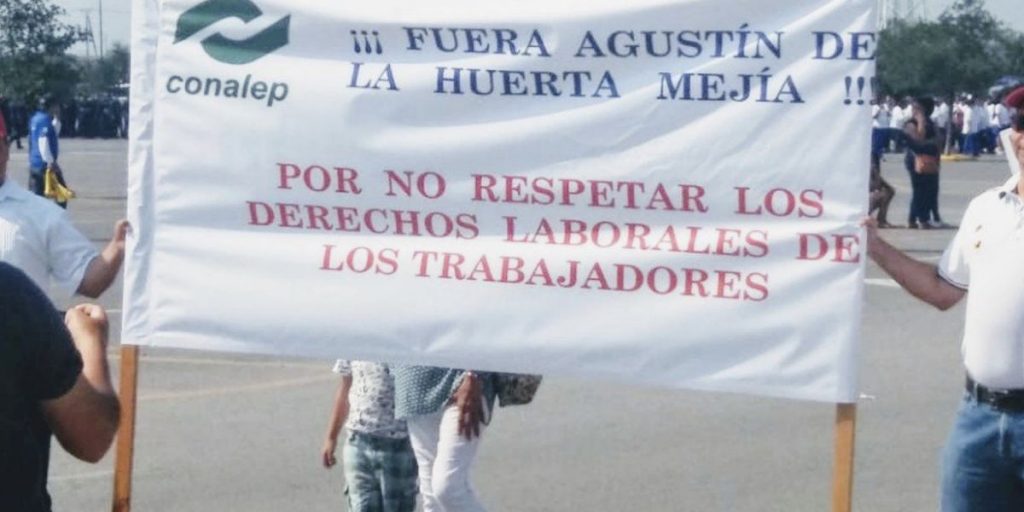 conalep
¡¡¡ FUERA AGUSTÍN DE
LA HUERTA MEJÍA !!!
POR NO RESPETAR LOS
DERECHOS LABORALES DE
LOS TRABAJADORES